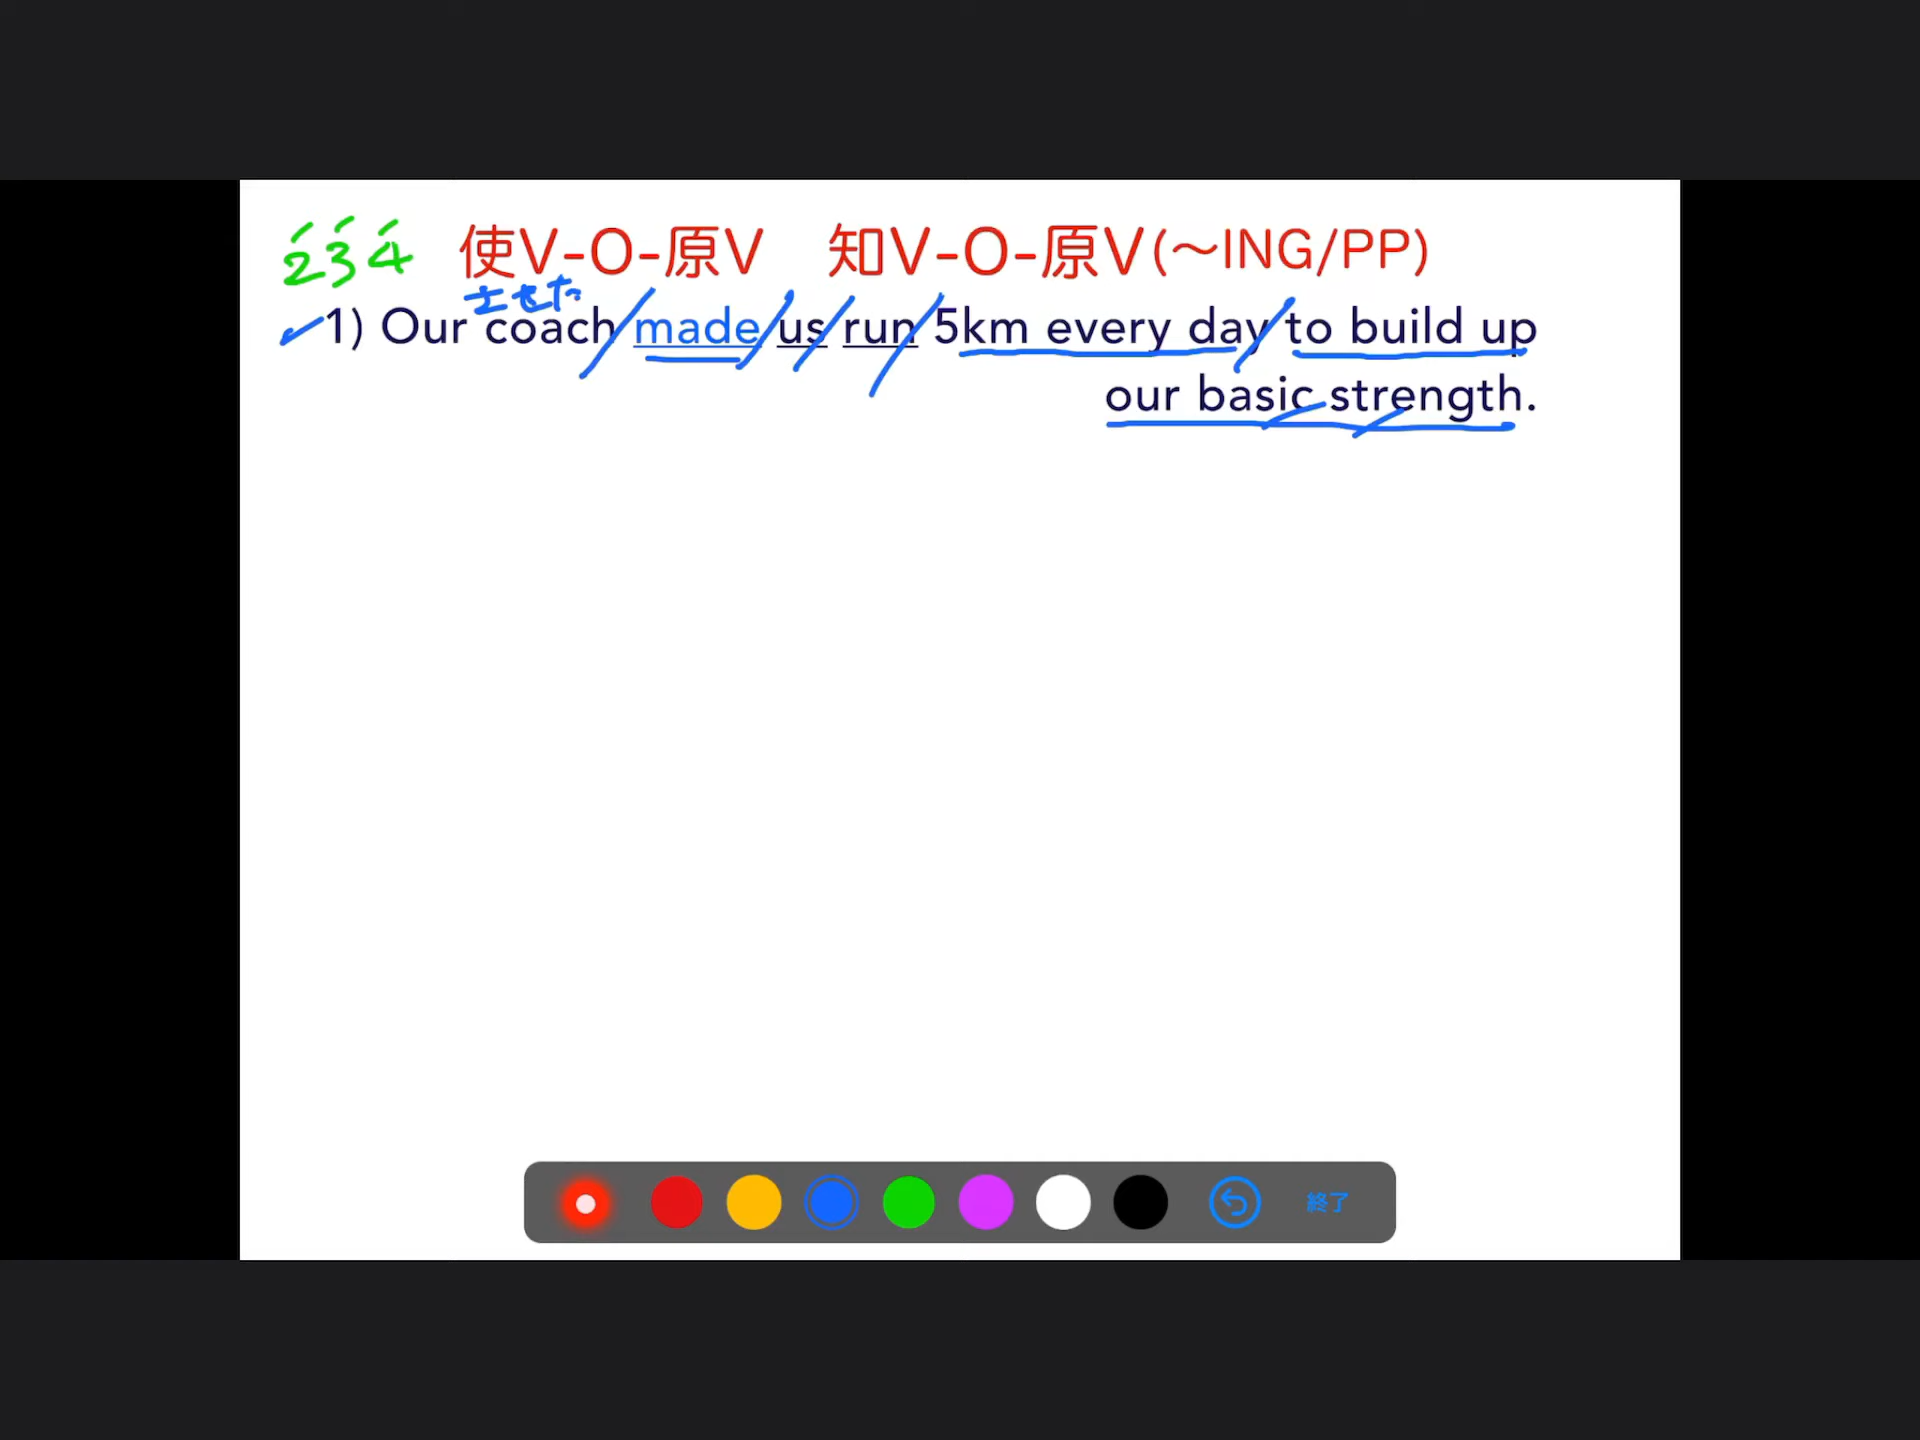 234 使V-O-原V 知V-O-原V(～ING/PP)
させた
1) Our coach made us run 5km every day to build up
our basic strength.
終了